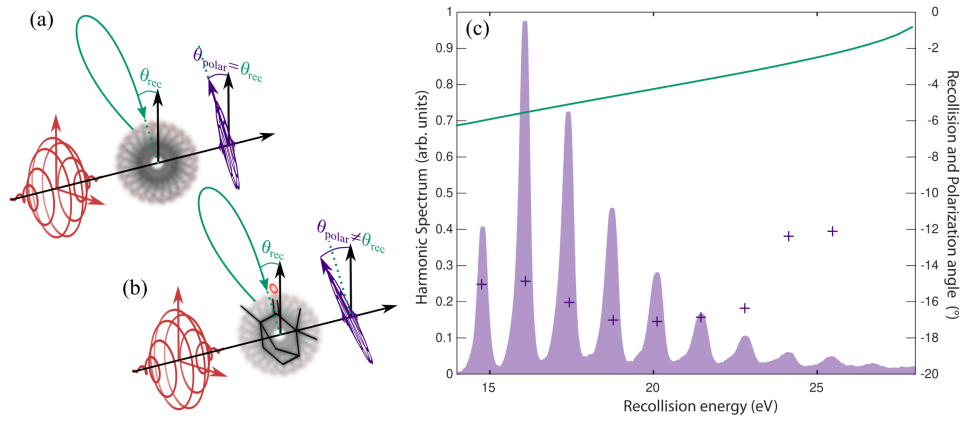 (a)
θrec
θpolar=θrec
(b)
θrec
θpolar≠θrec
(c)
Harmonic Spectrum (arb. units)
1
0.9
0.8
0.7
0.6
0.5
0.4
0.3
0.2
0.1
0
15
20
25
Recollision energy (eV)
0
-2
-4
-6
-8
-10
-12
-14
-16
-18
-20
Recollision and Polarization angle (°)